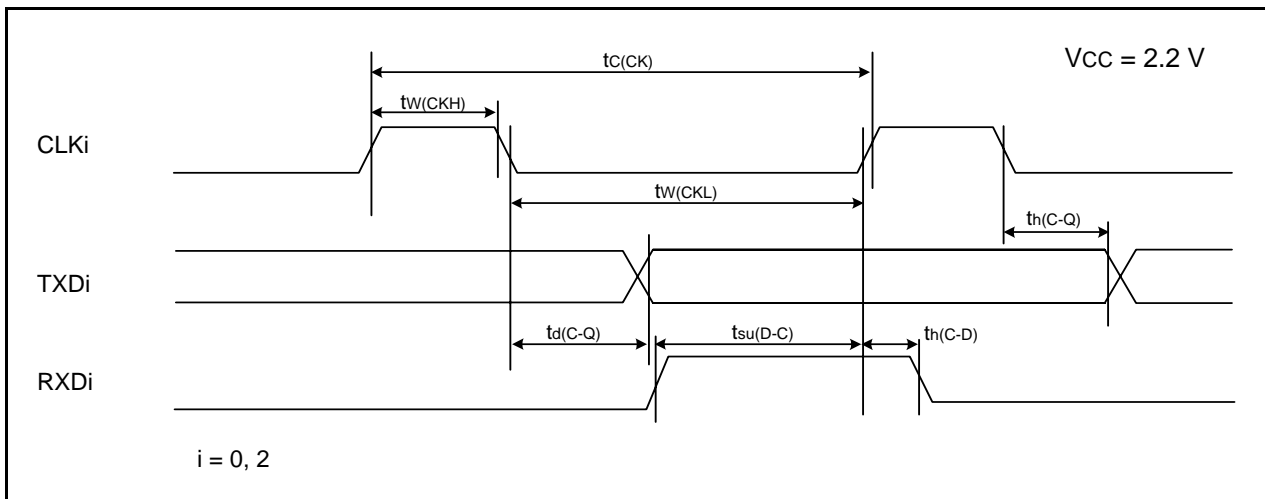 tC(CK)
VCC = 2.2 V
tW(CKH)
CLKi
tW(CKL)
th(C-Q)
TXDi
td(C-Q)
tsu(D-C)
th(C-D)
RXDi
i = 0, 2